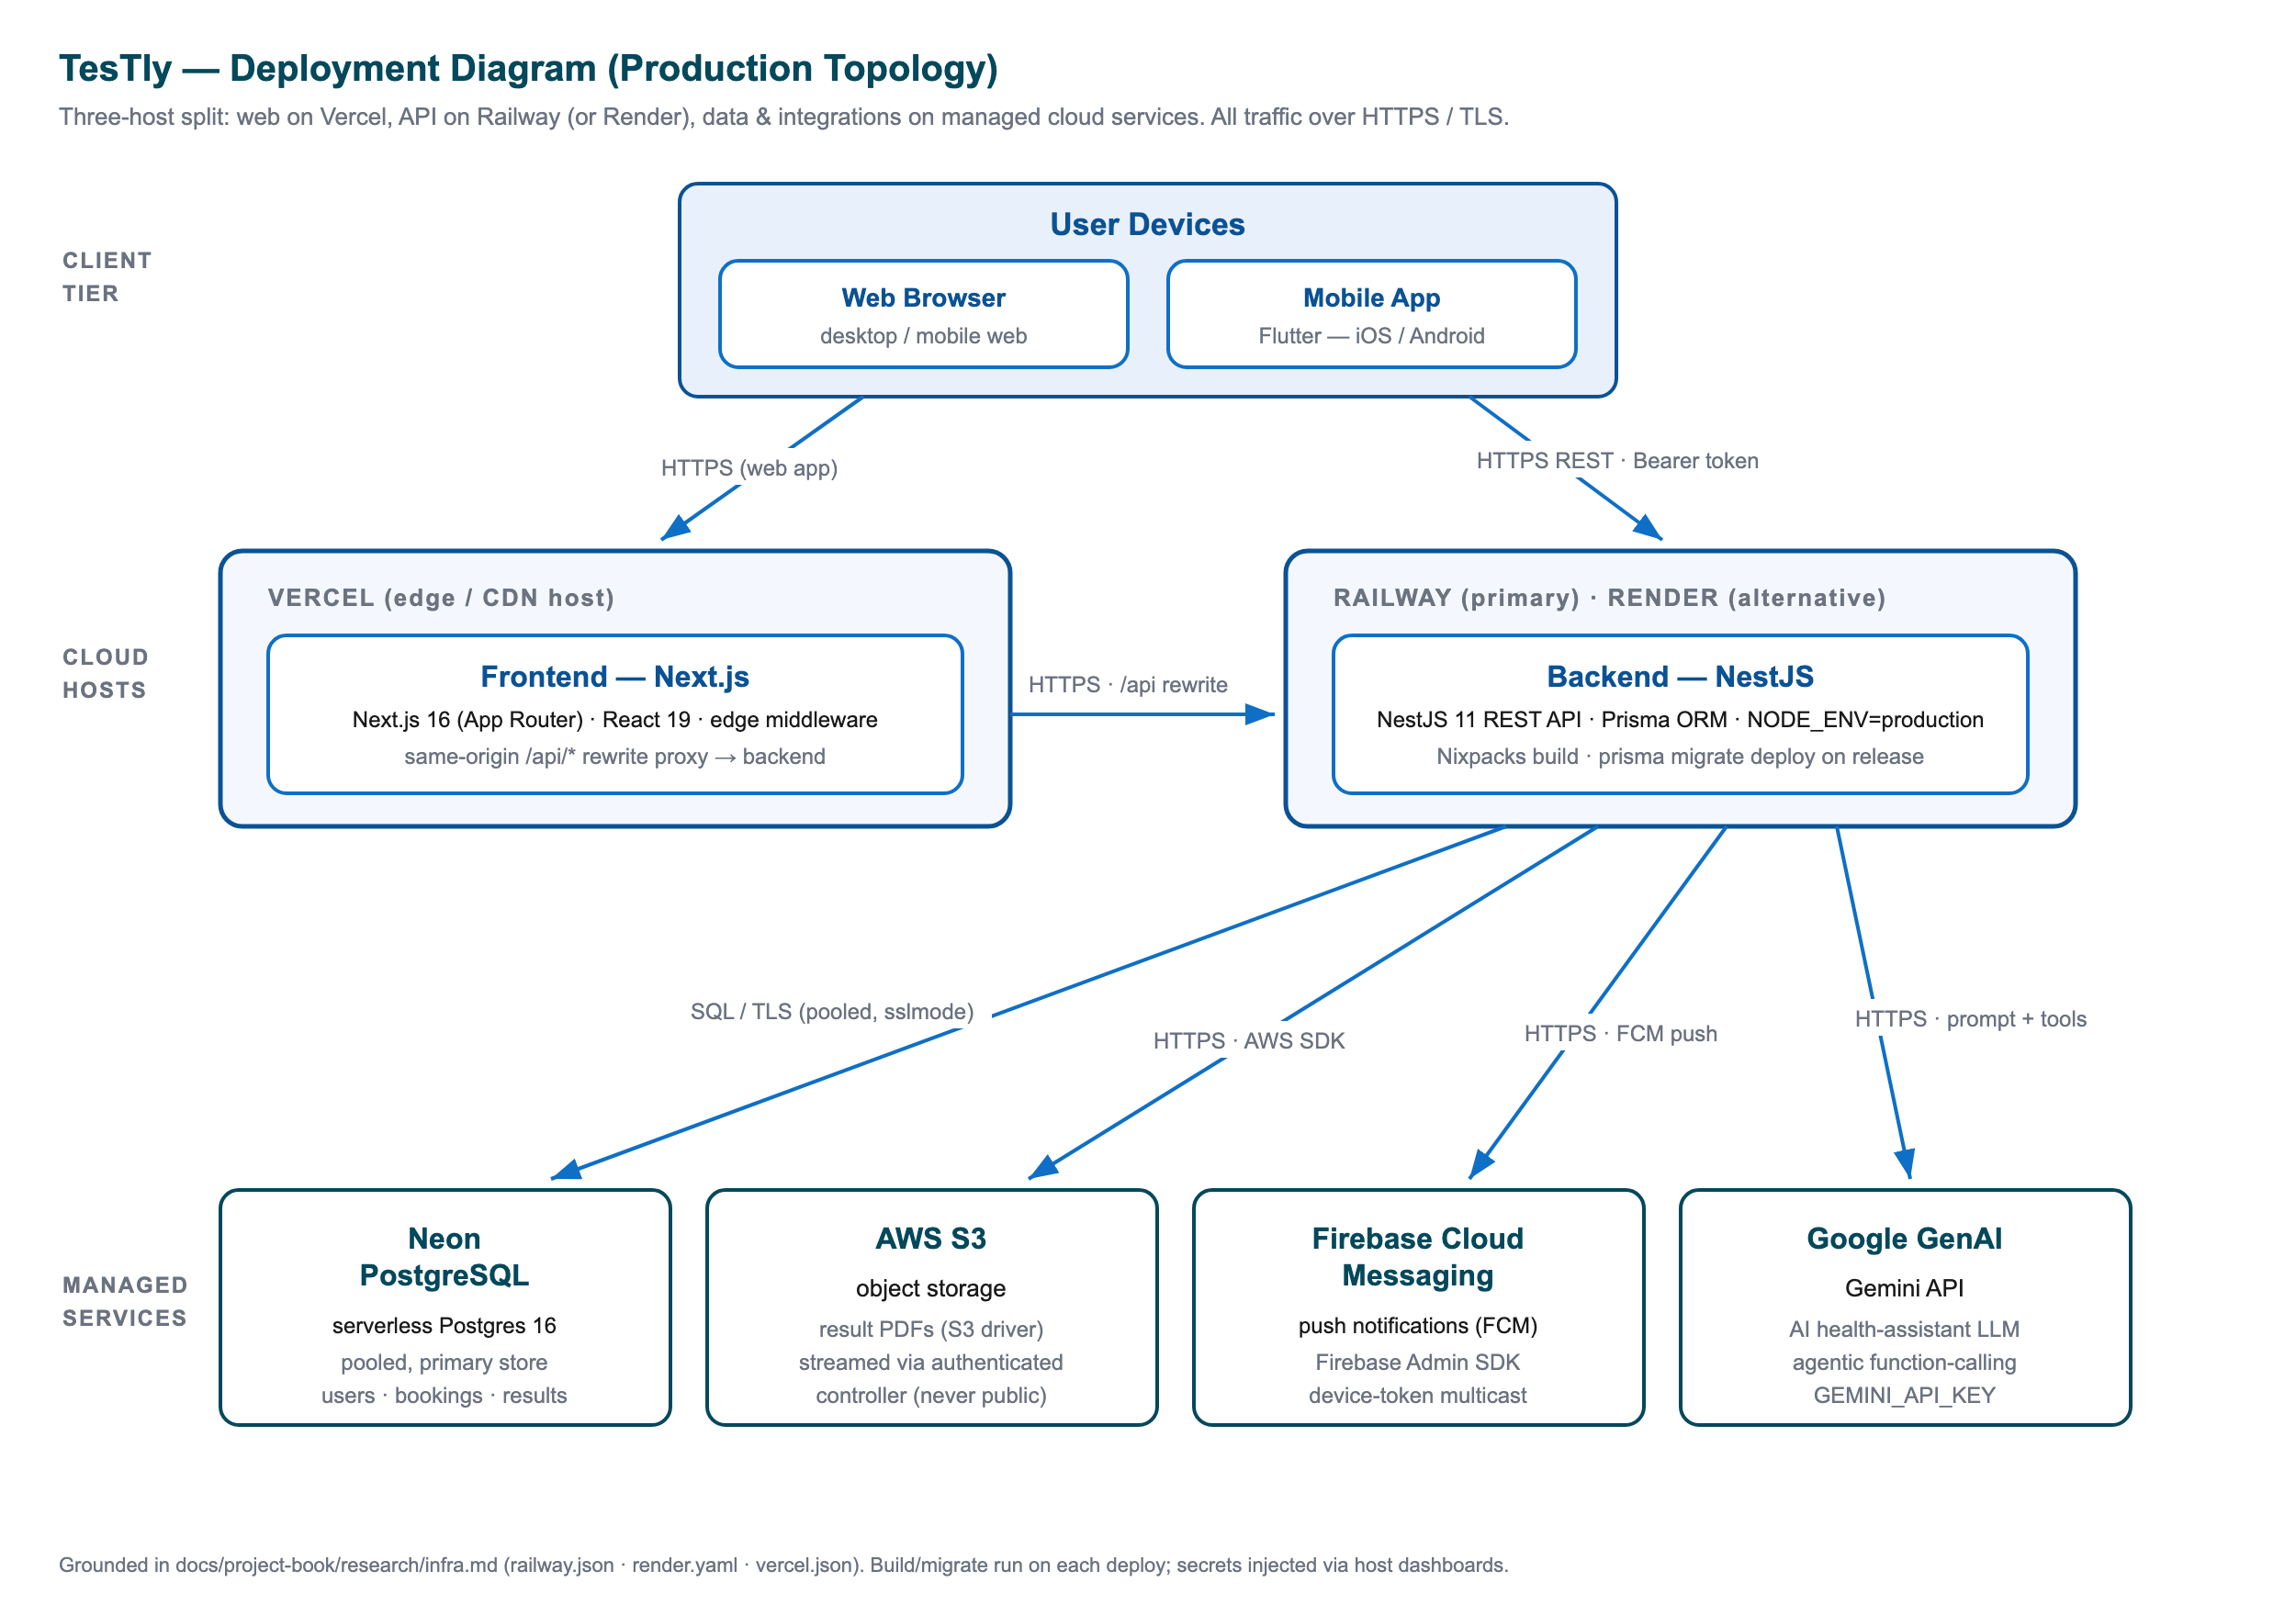 TesTly — Deployment Diagram (Production Topology)
Three-host split: web on Vercel, API on Railway (or Render), data & integrations on managed cloud services. All traffic over HTTPS / TLS.
CLIENT
TIER
User Devices
Web Browser
desktop / mobile web
Mobile App
Flutter — iOS / Android
HTTPS (web app)
HTTPS REST · Bearer token
CLOUD
HOSTS
VERCEL (edge / CDN host)
Frontend — Next.js
Next.js 16 (App Router) · React 19 · edge middleware
same-origin /api/* rewrite proxy → backend
HTTPS · /api rewrite
RAILWAY (primary) · RENDER (alternative)
Backend — NestJS
NestJS 11 REST API · Prisma ORM · NODE_ENV=production
Nixpacks build · prisma migrate deploy on release
SQL / TLS (pooled, sslmode)
HTTPS · AWS SDK
HTTPS · FCM push
HTTPS · prompt + tools
MANAGED
SERVICES
Neon
PostgreSQL
serverless Postgres 16
pooled, primary store
users · bookings · results
AWS S3
object storage
result PDFs (S3 driver)
streamed via authenticated
controller (never public)
Firebase Cloud
Messaging
push notifications (FCM)
Firebase Admin SDK
device-token multicast
Google GenAI
Gemini API
AI health-assistant LLM
agentic function-calling
GEMINI_API_KEY
Grounded in docs/project-book/research/infra.md (railway.json · render.yaml · vercel.json). Build/migrate run on each deploy; secrets injected via host dashboards.